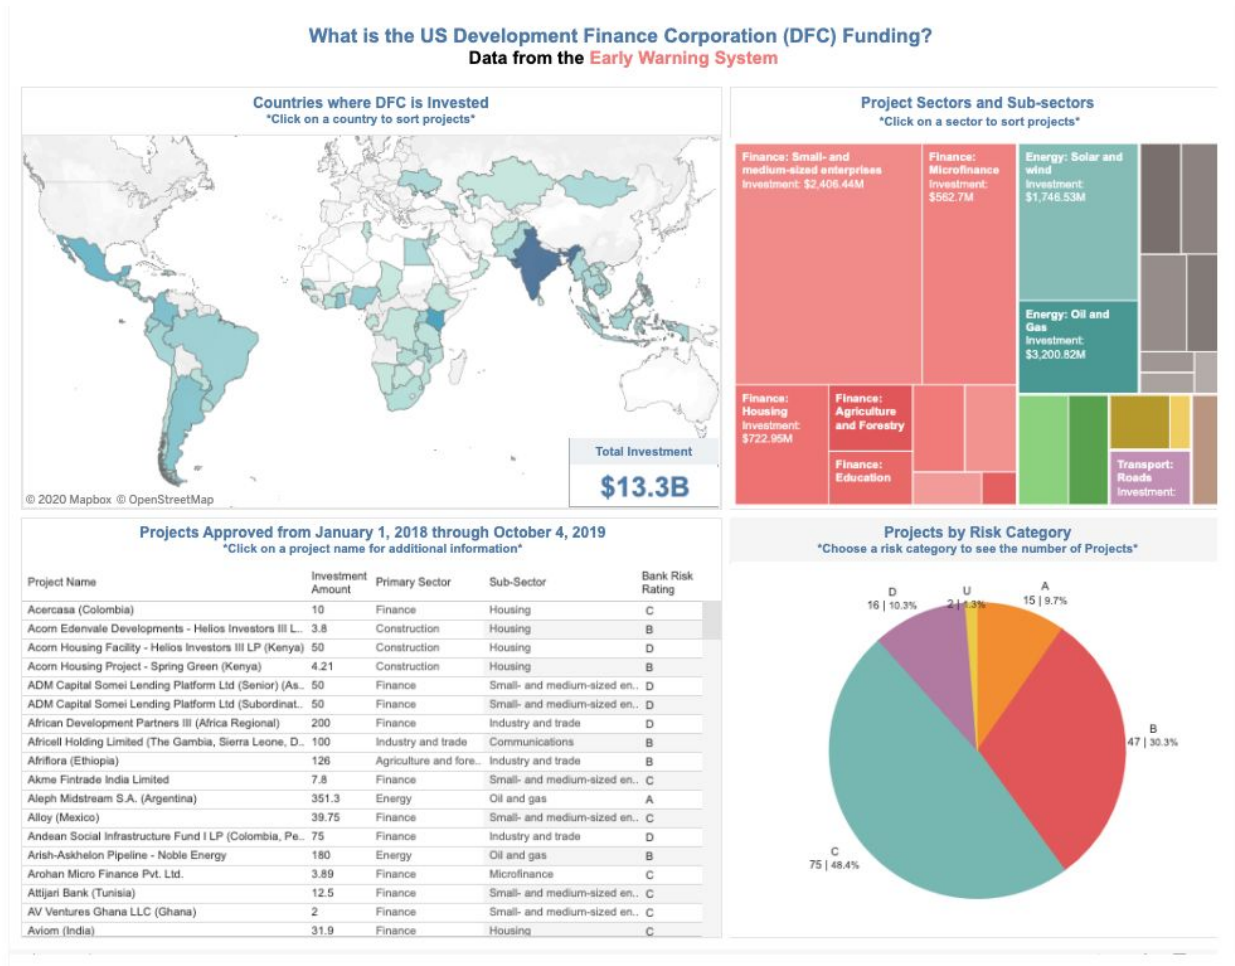 What is the US Development Finance Corporation (DFC) Funding?
Data from the Early Warning System
Countries where DFC is Invested
*Click on a country to sort projects*
© 2020 Mapbox © OpenStreetMap
Total Investment
$13.3B
Project Sectors and Sub-sectors
*Click on a sector to sort projects*
Finance: Small- and
medium-sized enterprises
Investment: $2,406.44M
Finance:
Microfinance
Investment:
$562.7M
Energy: Solar and
wind
Investment:
$1,746.53M
Energy: Oil and
Gas
Investment:
$3,200.82M
Finance:
Housing
Investment:
$722.95M
Finance:
Agriculture
and Forestry
Finance:
Education
Transport:
Roads
Investment:
Projects Approved from January 1, 2018 through October 4, 2019
*Click on a project name for additional information*
Project Name Investment Amount Primary Sector Sub-Sector Bank Risk Rating
Acercasa (Colombia) 10 Finance Housing C
Acorn Edenvale Developments - Helios Investors III L.. 3.8 Construction Housing B
Acorn Housing Facility - Helios Investors III LP (Kenya) 50 Construction Housing D
Acorn Housing Project - Spring Green (Kenya) 4.21 Construction Housing B
ADM Capital Somei Lending Platform Ltd (Senior) (As.. 50 Finance Small- and medium-sized en.. D
ADM Capital Somei Lending Platform Ltd (Subordinat.. 50 Finance Small- and medium-sized en.. D
African Development Partners III (Africa Regional) 200 Finance Industry and trade D
Africell Holding Limited (The Gambia, Sierra Leone, D.. 100 Industry and trade Communications B
Afriflora (Ethiopia) 126 Agriculture and fore.. Industry and trade B
Akme Fintrade India Limited 7.8 Finance Small- and medium-sized en.. C
Aleph Midstream S.A. (Argentina) 351.3 Energy Oil and gas A
Alloy (Mexico) 39.75 Finance Small- and medium-sized en.. C
Andean Social Infrastructure Fund I LP (Colombia, Pe.. 75 Finance Industry and trade D
Arish-Askhelon Pipeline - Noble Energy 180 Energy Oil and gas B
Arohan Micro Finance Pvt. Ltd. 3.89 Finance Microfinance C
Attijari Bank (Tunisia) 12.5 Finance Small- and medium-sized en.. C
AV Ventures Ghana LLC (Ghana) 2 Finance Small- and medium-sized en.. C
Aviom (India) 31.9 Finance Housing C
Projects by Risk Category
*Choose a risk category to see the number of Projects*
D
16 | 10.3%
U
2 | 1.3%
A
15 | 9.7%
B
47 | 30.3%
C
75 | 48.4%